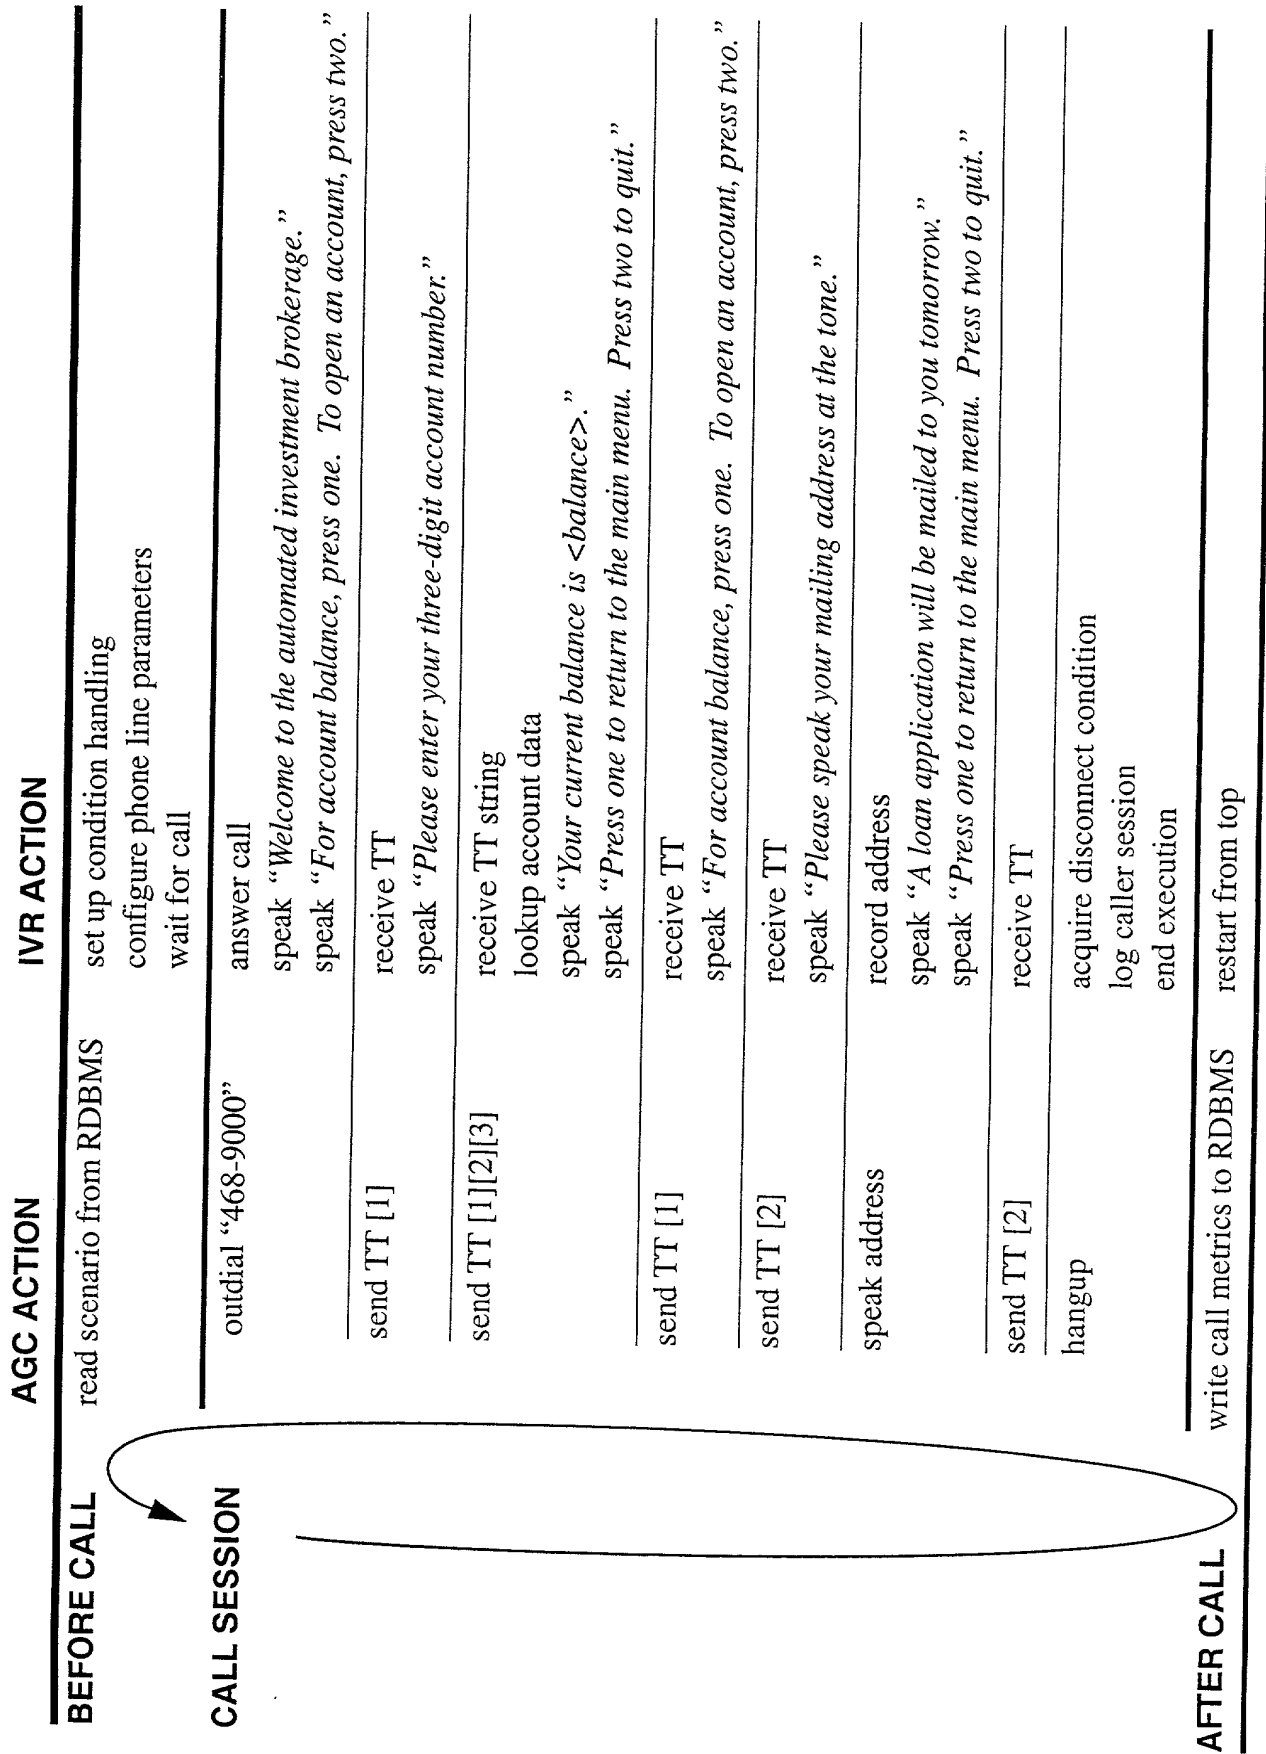 AGC ACTION IVR ACTION
BEFORE CALL read scenario from RDBMS set up condition handling
configure phone line parameters
wait for call
CALL SESSION outdial “468-9000” answer call
speak “Welcome to the automated investment brokerage.”
speak “For account balance, press one. To open an account, press two.”
send TT [1] receive TT
speak “Please enter your three-digit account number.”
send TT [1][2][3] receive TT string
lookup account data
speak “Your current balance is <balance>.”
speak “Press one to return to the main menu. Press two to quit.”
send TT [1] receive TT
speak “For account balance, press one. To open an account, press two.”
send TT [2] receive TT
speak “Please speak your mailing address at the tone.”
speak address record address
speak “A loan application will be mailed to you tomorrow.”
speak “Press one to return to the main menu. Press two to quit.”
send TT [2] receive TT
hangup acquire disconnect condition
log caller session
end execution
AFTER CALL write call metrics to RDBMS restart from top